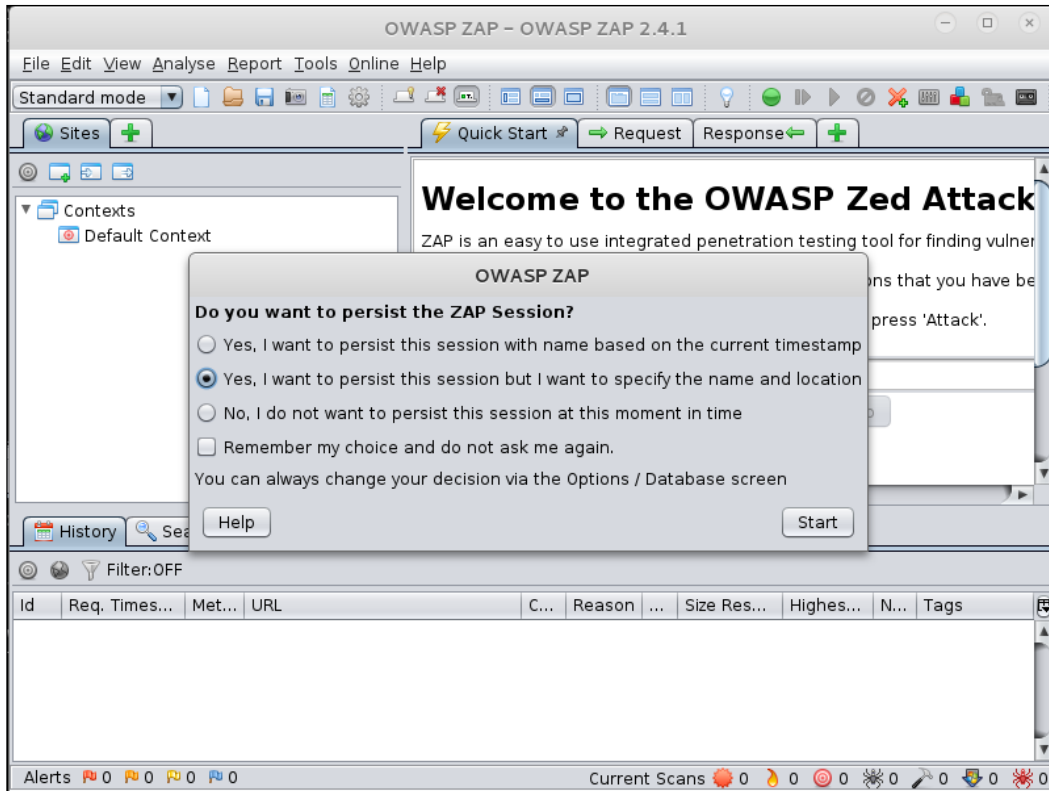 OWASP ZAP – OWASP ZAP 2.4.1
File Edit View Analyse Report Tools Online Help
Standard mode
Sites
Quick Start
Request
Response
Contexts
Default Context
Welcome to the OWASP Zed Attack
ZAP is an easy to use integrated penetration testing tool for finding
that you have
press 'Attack'.
OWASP ZAP
Do you want to persist the ZAP Session?
Yes, I want to persist this session with name based on the current timestamp
Yes, I want to persist this session but I want to specify the name and location
No, I do not want to persist this session at this moment in time
Remember my choice and do not ask me again.
You can always change your decision via the Options / Database screen
Help
Start
History
Filter:OFF
Id Req. Times... Met... URL C... Reason ... Size Res... Highes... N... Tags
Alerts 0 0 0 0 Current Scans 0 0 0 0 0 0 0